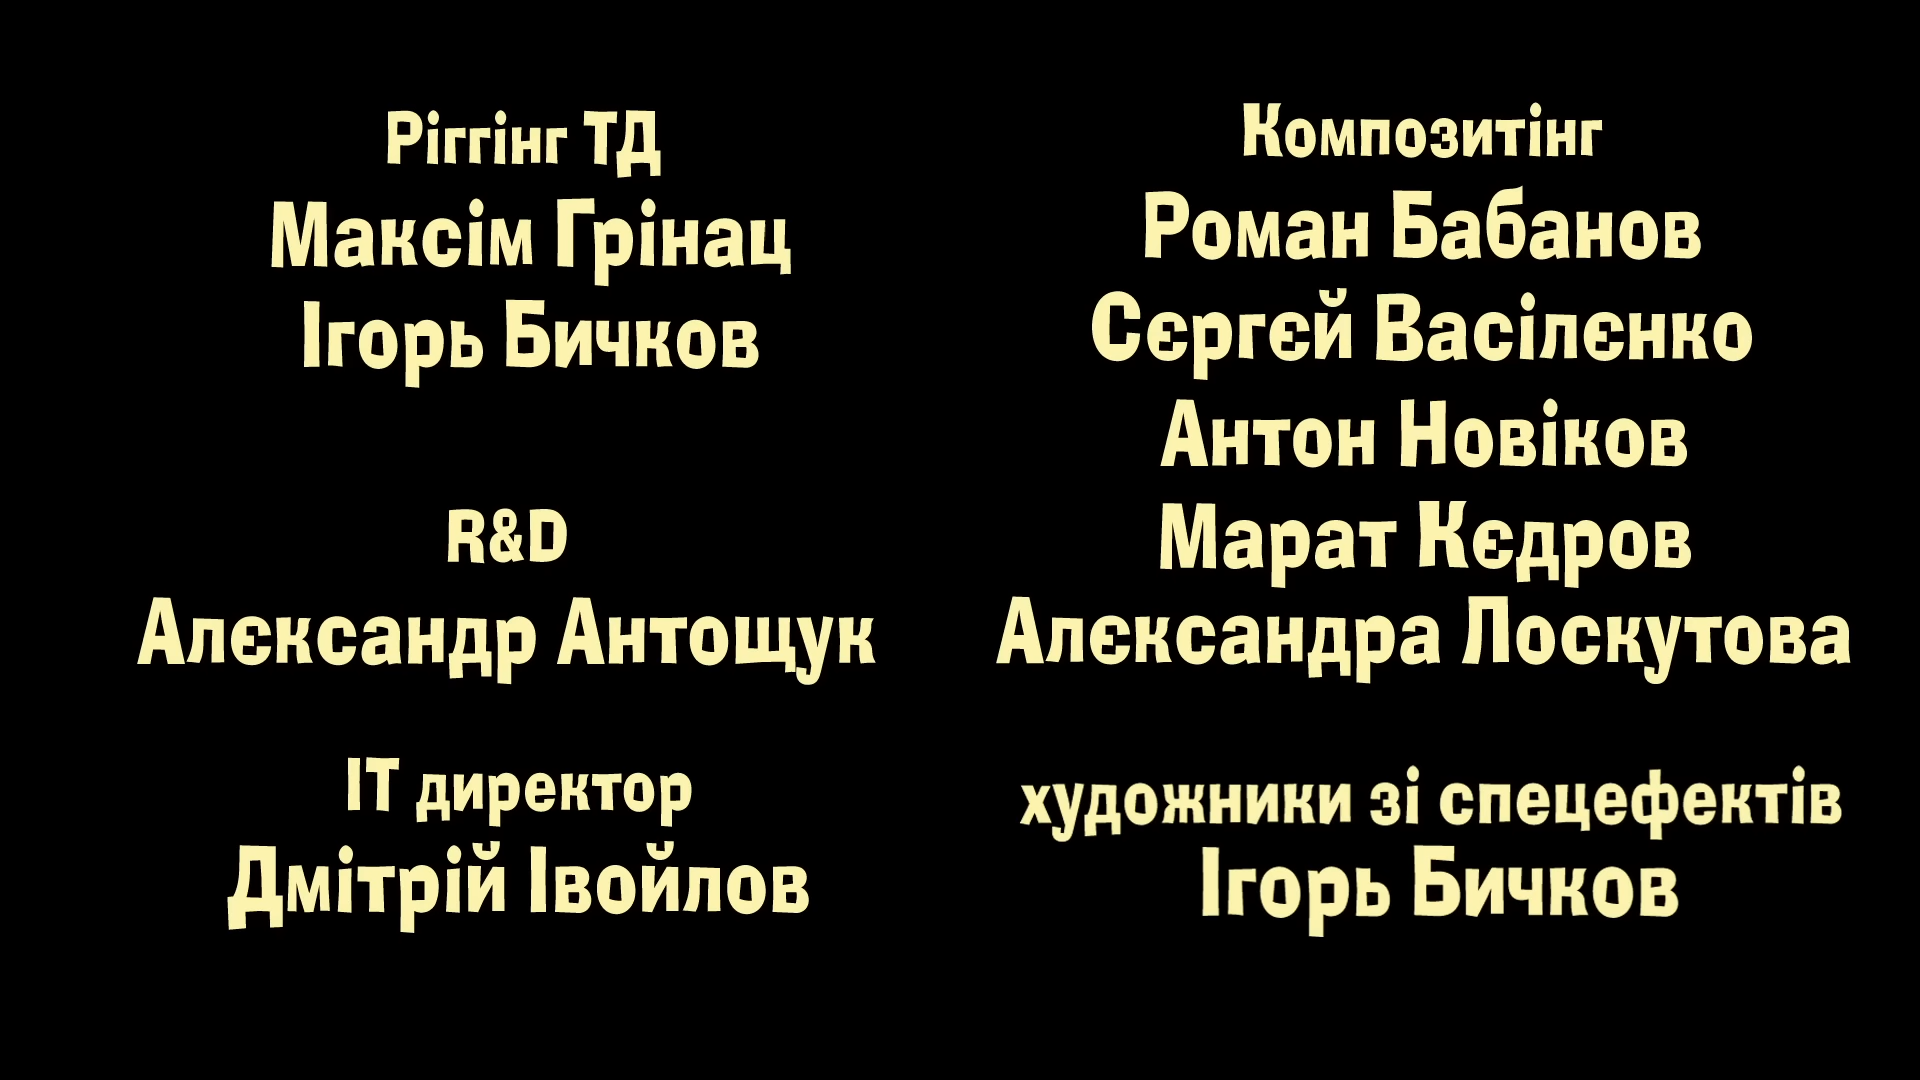 Ріггінг ТД
Максім Грінац
Ігорь Бичков
R&D
Алєксандр Антощук
ІТ директор
Дмітрій Івойлов
Композитінг
Роман Бабанов
Сєргєй Васілєнко
Антон Новіков
Марат Кєдров
Алєксандра Лоскутова
художники зі спецефектів
Ігорь Бичков